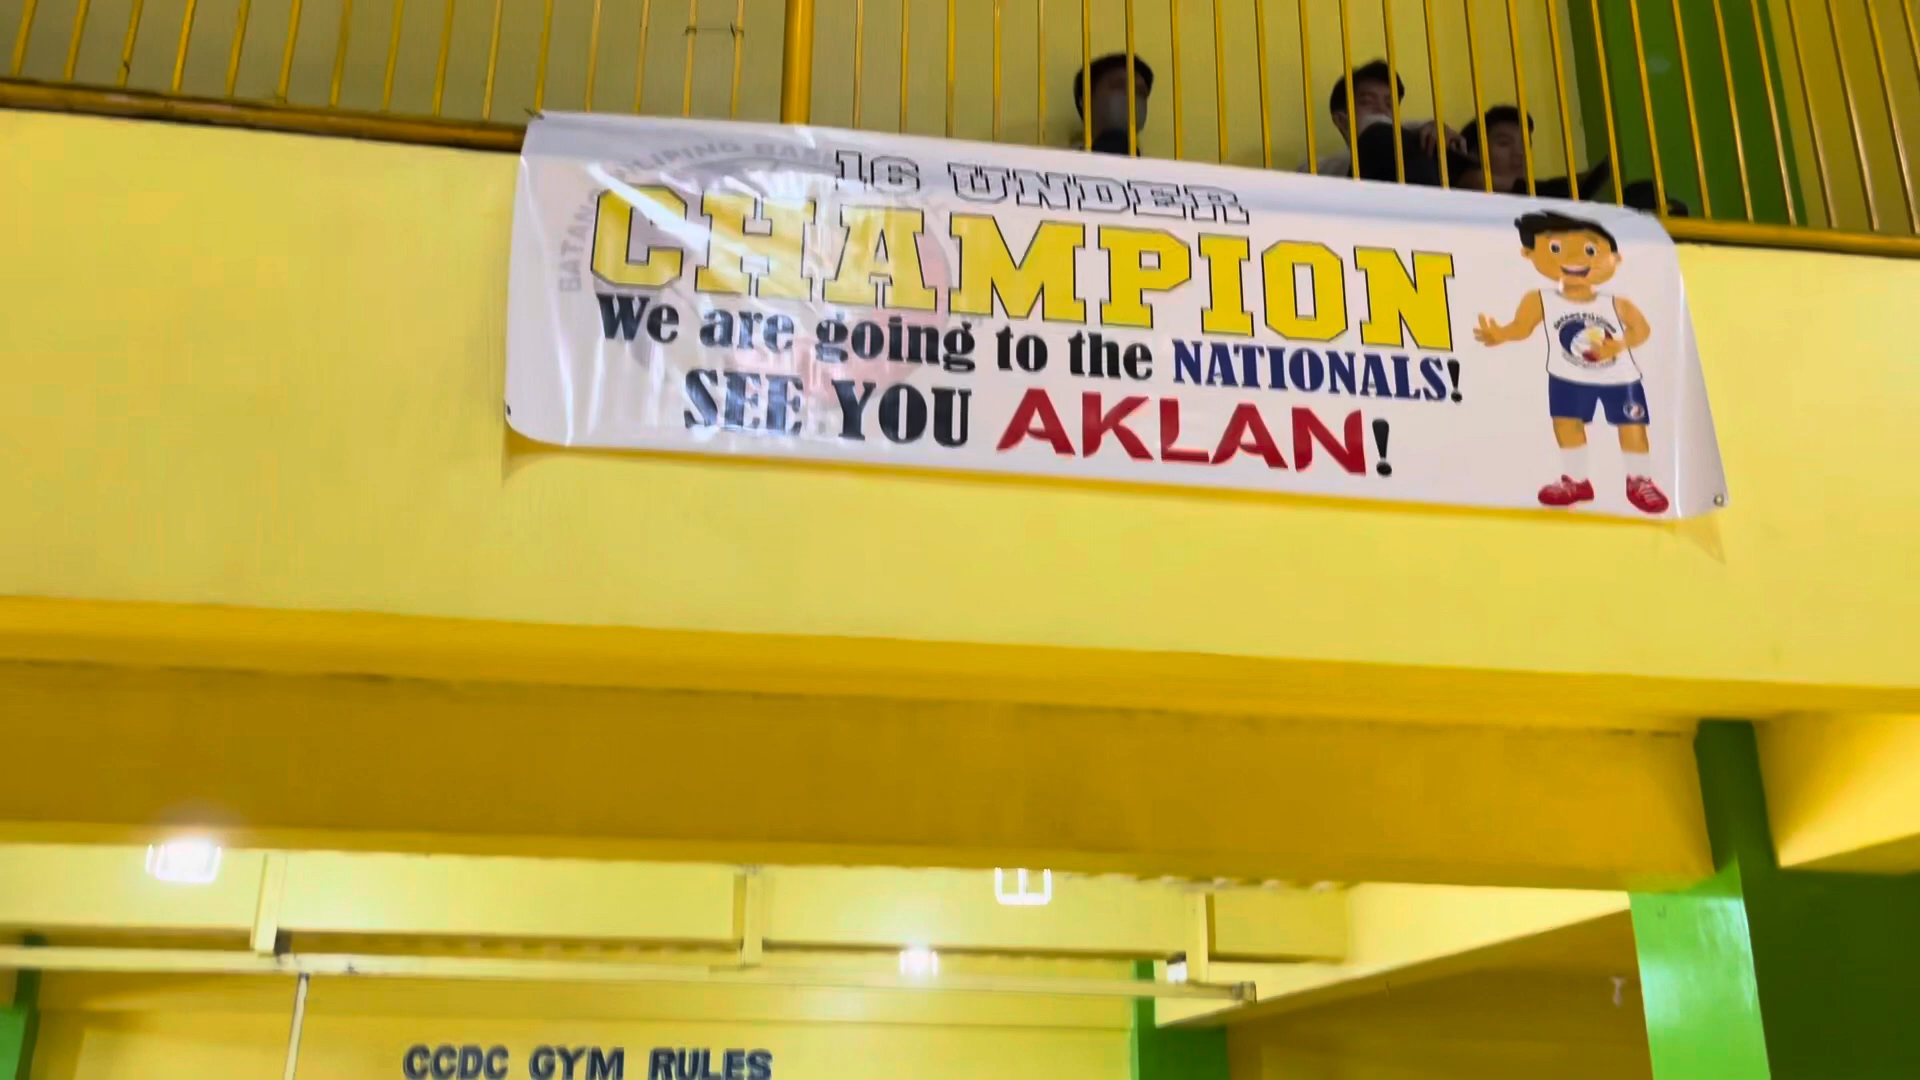 16 UNDER
CHAMPION
We are going to the NATIONALS!
SEE YOU AKLAN!
CCDC GYM RULES